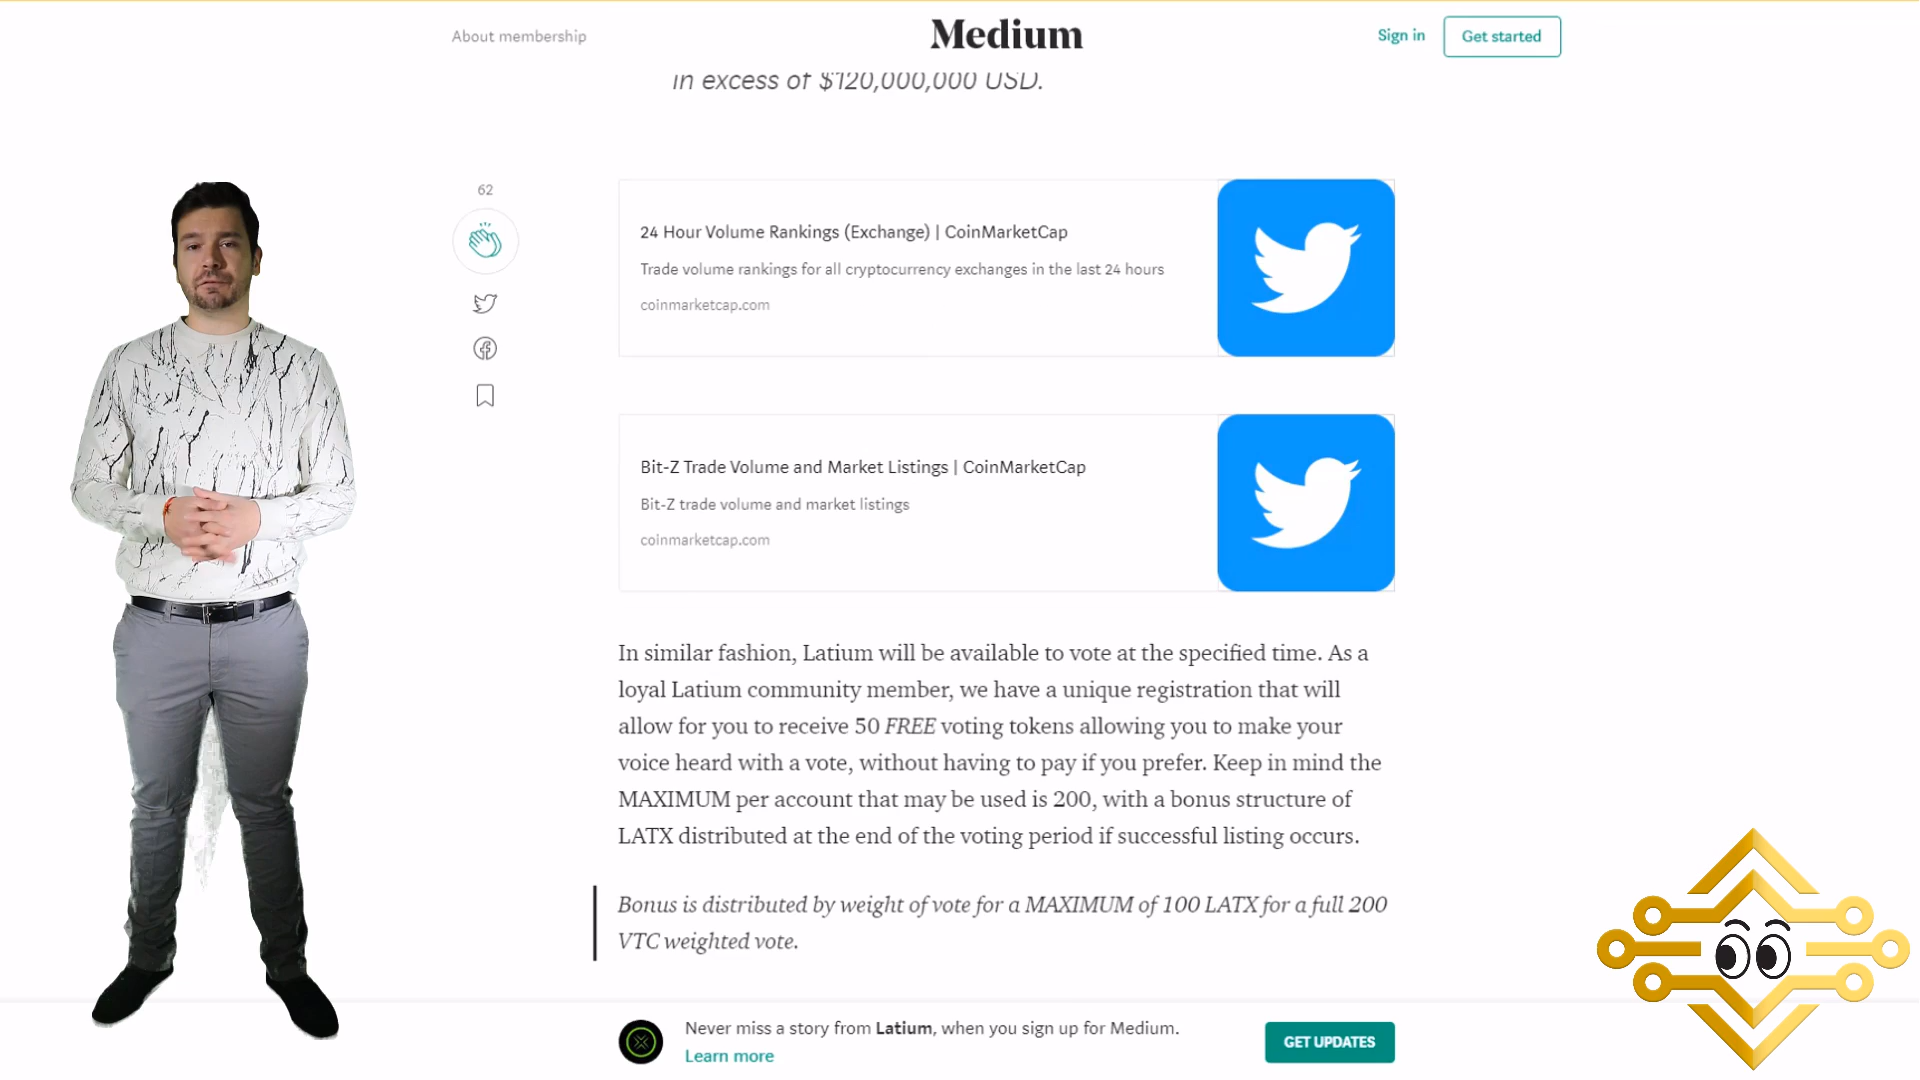 About membership
Medium
Sign in
Get started
in excess of $120,000,000 USD.
62
24 Hour Volume Rankings (Exchange) | CoinMarketCap
Trade volume rankings for all cryptocurrency exchanges in the last 24 hours
coinmarketcap.com
Bit-Z Trade Volume and Market Listings | CoinMarketCap
Bit-Z trade volume and market listings
coinmarketcap.com
In similar fashion, Latium will be available to vote at the specified time. As a
loyal Latium community member, we have a unique registration that will
allow for you to receive 50 FREE voting tokens allowing you to make your
voice heard with a vote, without having to pay if you prefer. Keep in mind the
MAXIMUM per account that may be used is 200, with a bonus structure of
LATX distributed at the end of the voting period if successful listing occurs.
Bonus is distributed by weight of vote for a MAXIMUM of 100 LATX for a full 200
VTC weighted vote.
Never miss a story from Latium, when you sign up for Medium.
Learn more
GET UPDATES